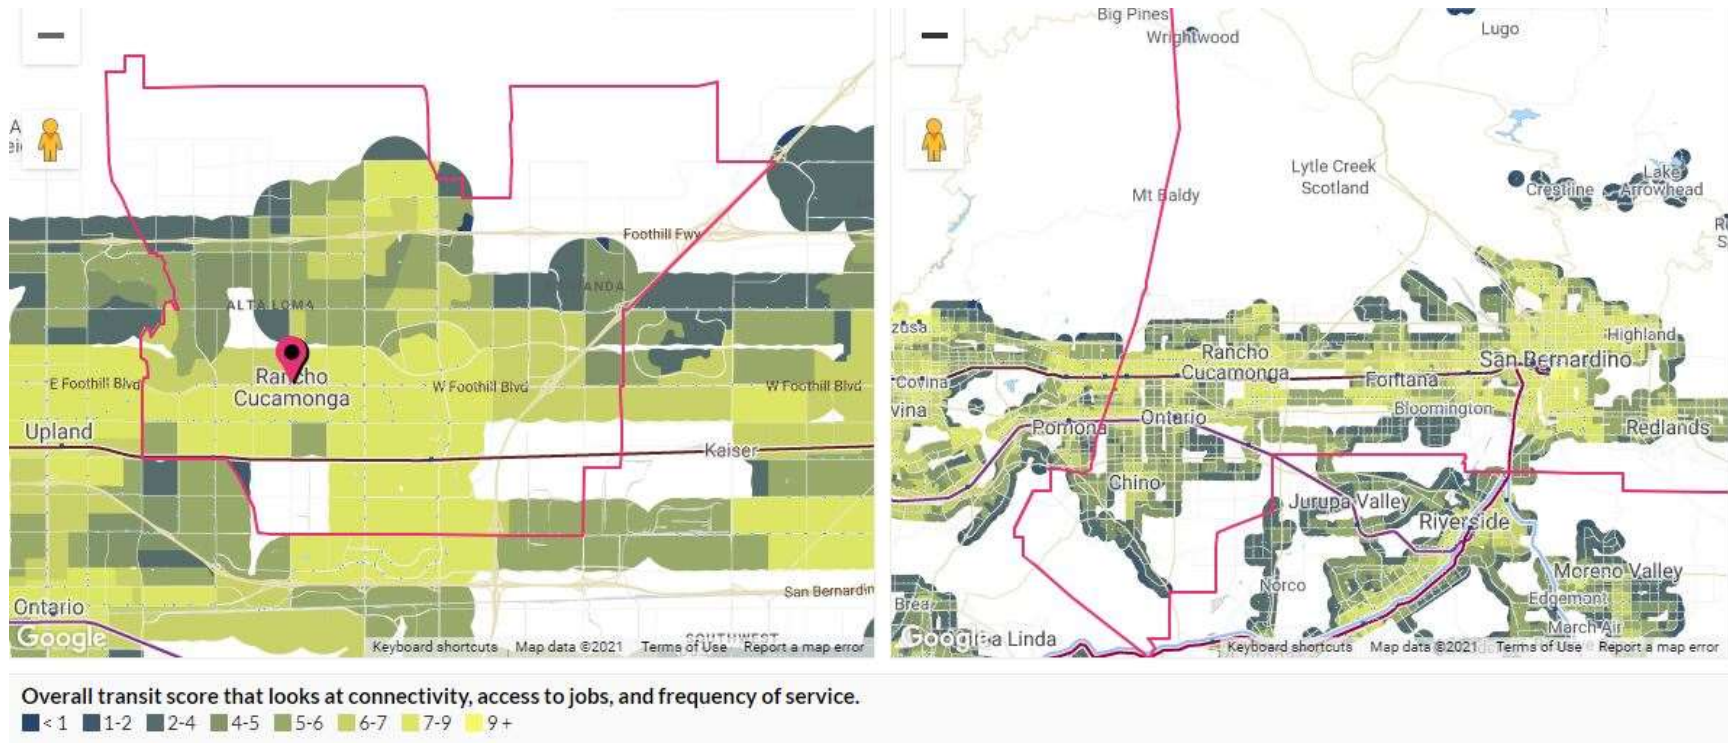 Foothill Fwy
ALTA LOMA
E Foothill Blvd
Rancho
Cucamonga
W Foothill Blvd
W Foothill Blvd
Upland
Kaiser
San Bernardin
Ontario
SOUTHWEST
Google
Keyboard shortcuts Map data ©2021 Terms of Use Report a map error
Big Pines
Wrightwood
Lugo
Lytle Creek
Scotland
Mt Baldy
Crestline
Lake
Arrowhead
zusa
Highland
Rancho
Cucamonga
San Bernardino
Covina
Fontana
vina
Bloomington
Pomona
Ontario
Redlands
Chino
Jurupa Valley
Riverside
Norco
Moreno Valley
Edgemont
March Air
Brea
a Linda
Google
Keyboard shortcuts Map data ©2021 Terms of Use Report a map error
Overall transit score that looks at connectivity, access to jobs, and frequency of service.
< 1 1-2 2-4 4-5 5-6 6-7 7-9 9 +